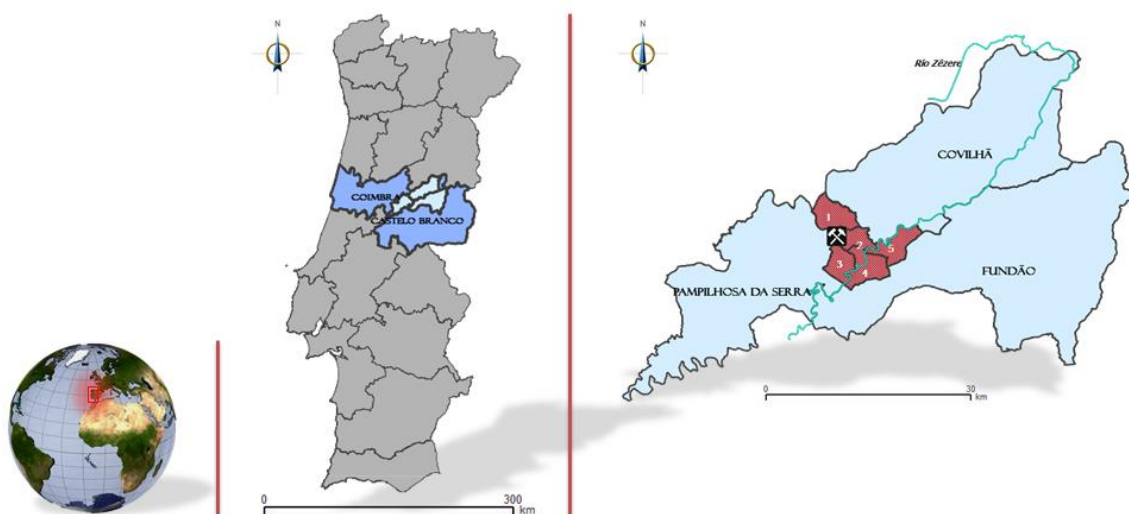 N
COIMBRA
CASTELO BRANCO
0
300
km
N
Rio Zêzere
COVILHÃ
1
2
5
3
4
FUNDÃO
PAMPILHOSA DA SERRA
0
30
km